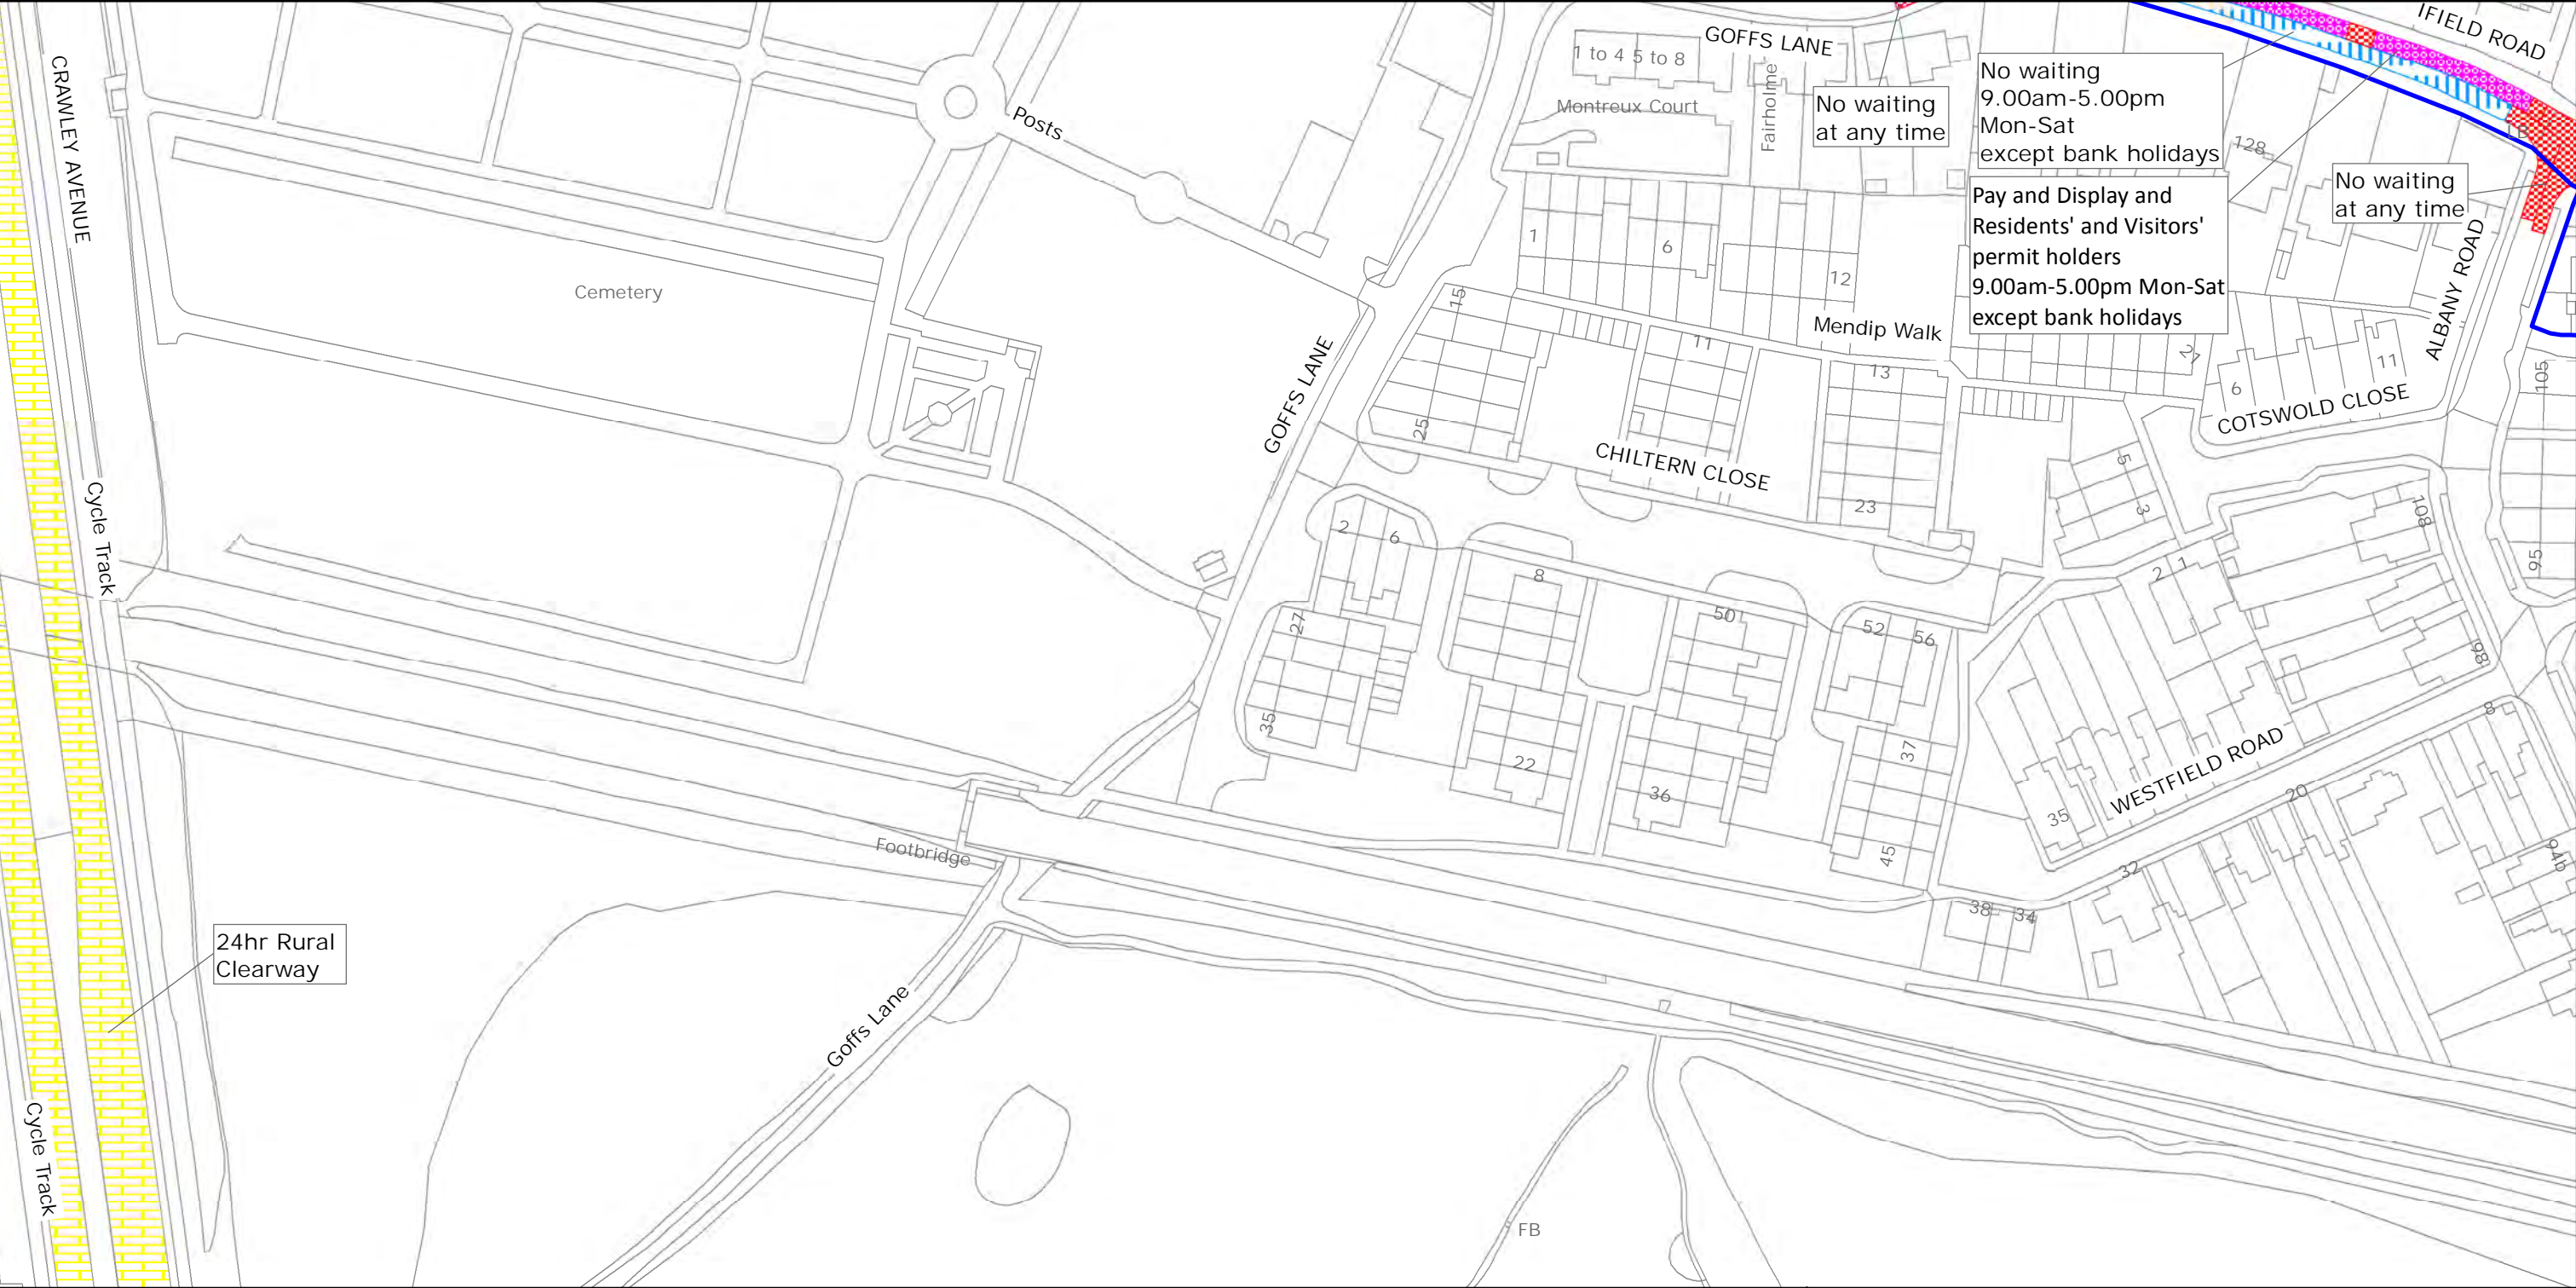 IFIELD ROAD
GOFFS LANE
1 to 4
5 to 8
Montreux Court
Fairholme
No waiting
at any time
No waiting
9.00am-5.00pm
Mon-Sat
except bank holidays
Pay and Display and
Residents' and Visitors'
permit holders
9.00am-5.00pm Mon-Sat
except bank holidays
128
No waiting
at any time
ALBANY ROAD
CRAWLEY AVENUE
Posts
Cemetery
1
6
12
Mendip Walk
15
11
13
27
6
11
COTSWOLD CLOSE
105
GOFFS LANE
25
CHILTERN CLOSE
23
5
3
108
95
Cycle Track
2
6
8
50
52
56
2
1
27
35
22
36
37
45
98
8
WESTFIELD ROAD
35
20
32
94b
38
34
Footbridge
24hr Rural
Clearway
Goffs Lane
Cycle Track
FB